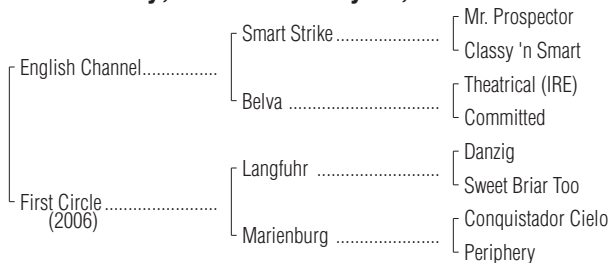 Smart Strike
Mr. Prospector
Classy 'n Smart
English Channel
Belva
Theatrical (IRE)
Committed
First Circle
(2006)
Langfuhr
Danzig
Sweet Briar Too
Marienburg
Conquistador Cielo
Periphery